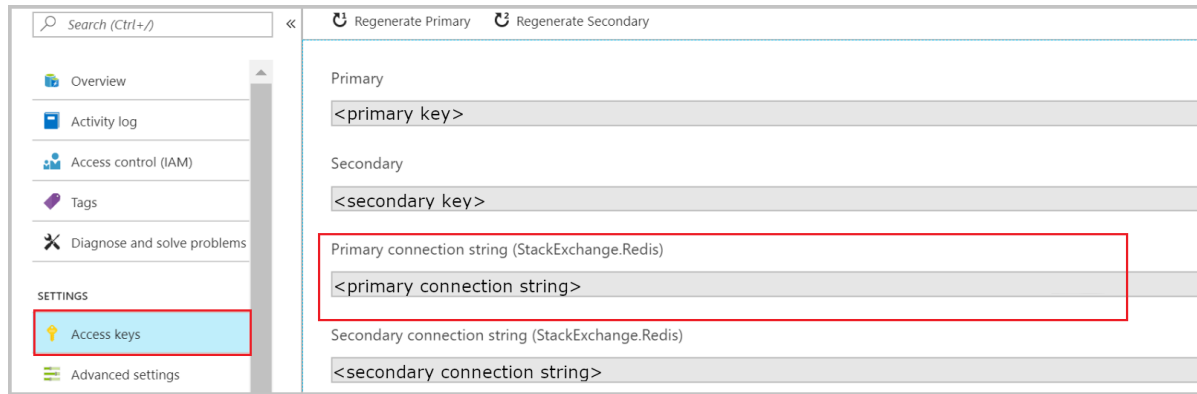 Search (Ctrl+/)
«
Overview
Activity log
Access control (IAM)
Tags
Diagnose and solve problems
SETTINGS
Access keys
Advanced settings
Regenerate Primary
Regenerate Secondary
Primary
<primary key>
Secondary
<secondary key>
Primary connection string (StackExchange.Redis)
<primary connection string>
Secondary connection string (StackExchange.Redis)
<secondary connection string>